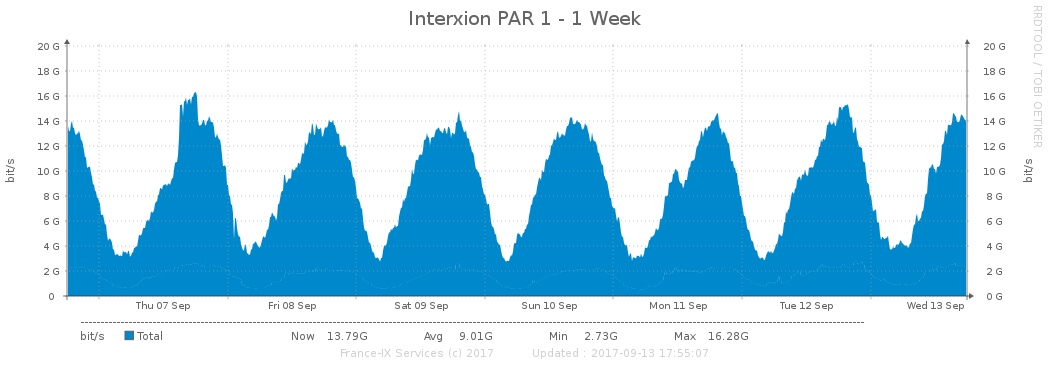 Interxion PAR 1 - 1 Week
RRDTOOL / TOBI OETIKER
bit/s
20 G 20 G
18 G 18 G
16 G 16 G
14 G 14 G
12 G 12 G
10 G 10 G
8 G 8 G
6 G 6 G
4 G 4 G
2 G 2 G
0 0 G
bit/s
Thu 07 Sep Fri 08 Sep Sat 09 Sep Sun 10 Sep Mon 11 Sep Tue 12 Sep Wed 13 Sep
bit/s Total Now 13.79G Avg 9.01G Min 2.73G Max 16.28G
France-IX Services (c) 2017 Updated : 2017-09-13 17:55:07